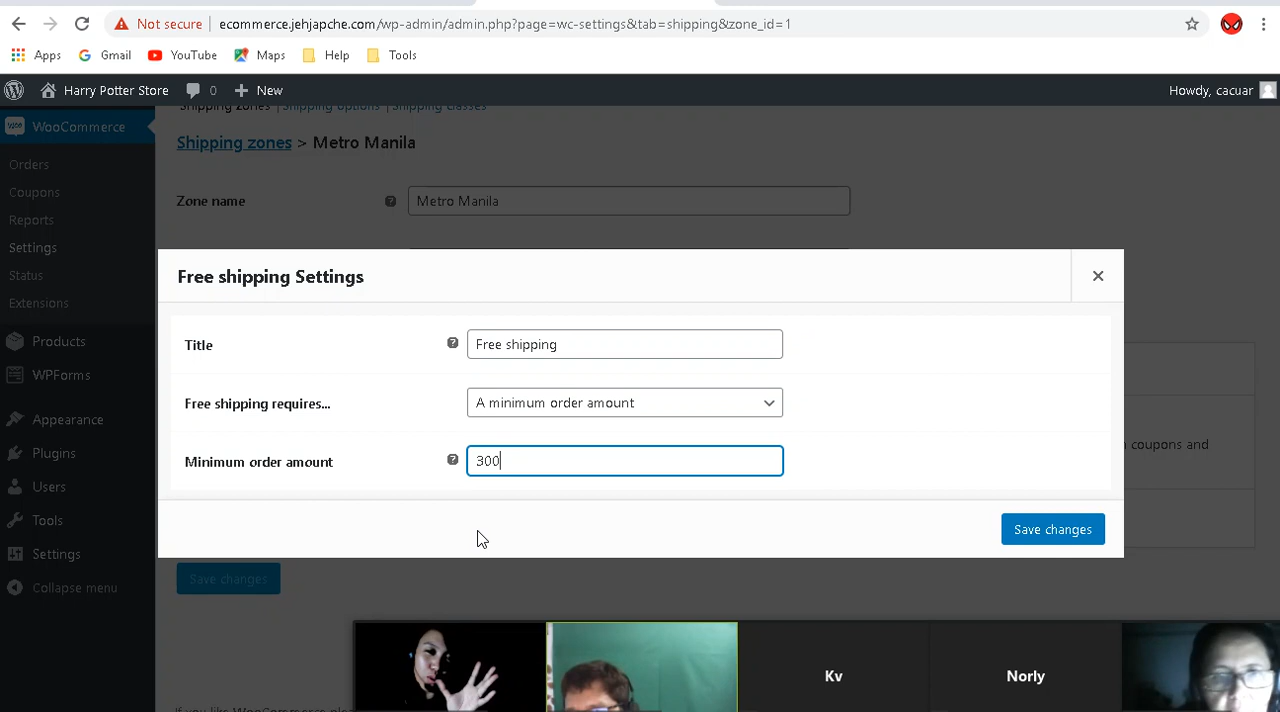 Not secure ecommerce.jehjapche.com/wp-admin/admin.php?page=wc-settings&tab=shipping&zone_id=1
Apps Gmail YouTube Maps Help Tools
Harry Potter Store 0 New Howdy, cacuar
WooCommerce
Orders
Coupons
Reports
Settings
Status
Extensions
Products
WPForms
Appearance
Plugins
Users
Tools
Settings
Collapse menu
Shipping zones | Shipping options | Shipping classes
Shipping zones > Metro Manila
Zone name Metro Manila
Free shipping Settings
Title Free shipping
Free shipping requires... A minimum order amount
Minimum order amount 300
coupons and
Save changes
Save changes
Kv
Norly
If you like WooCommerce